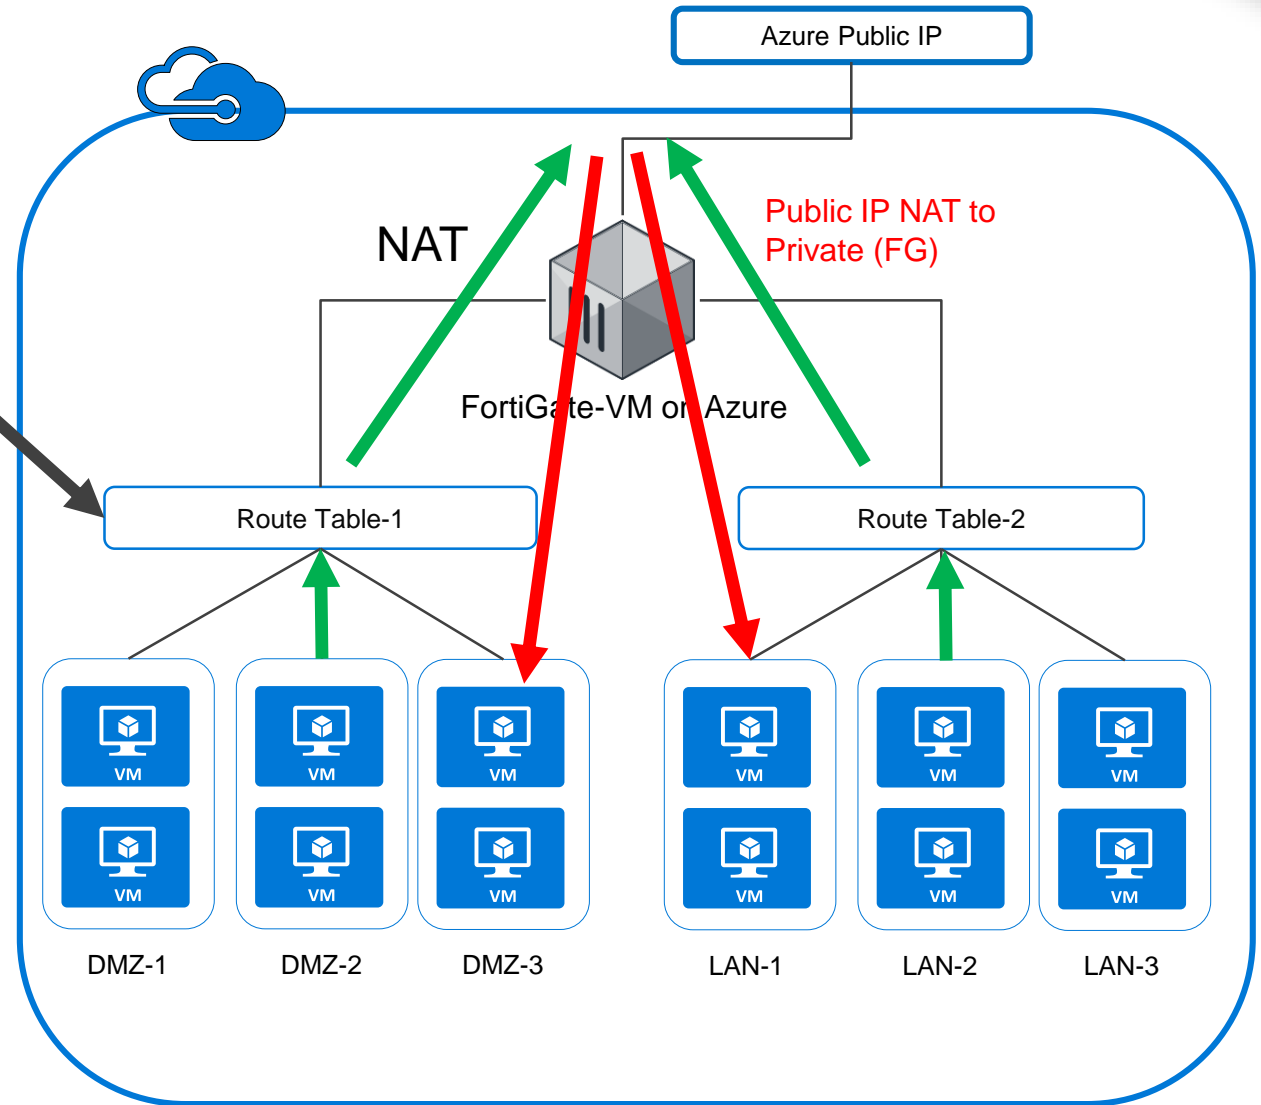 Azure Public IP
NAT
Public IP NAT to
Private (FG)
FortiGate-VM on Azure
Route Table-1
Route Table-2
VM
VM
VM
VM
VM
VM
VM
VM
VM
VM
VM
VM
DMZ-1
DMZ-2
DMZ-3
LAN-1
LAN-2
LAN-3